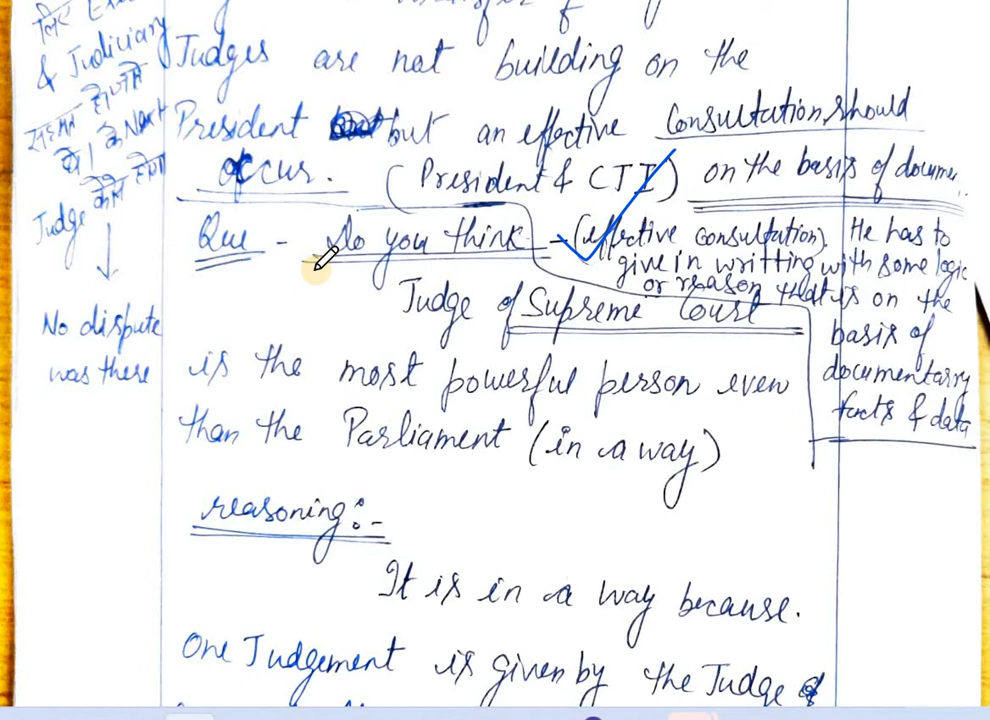 & Judiciary
Judge
No dispute
was there
Judges are not building on the
President but an effective Consultation, should
occur. (President & CJI) on the basis of
Que - Do you think - (effective consultation). He has to
give in writting with some logic
or reason that is on the
basis of
documentarry
facts & data
Judge of Supreme Court
is the most powerful person even
than the Parliament (in a way)
reasoning:-
It is in a way because.
One Judgement is given by the Judge